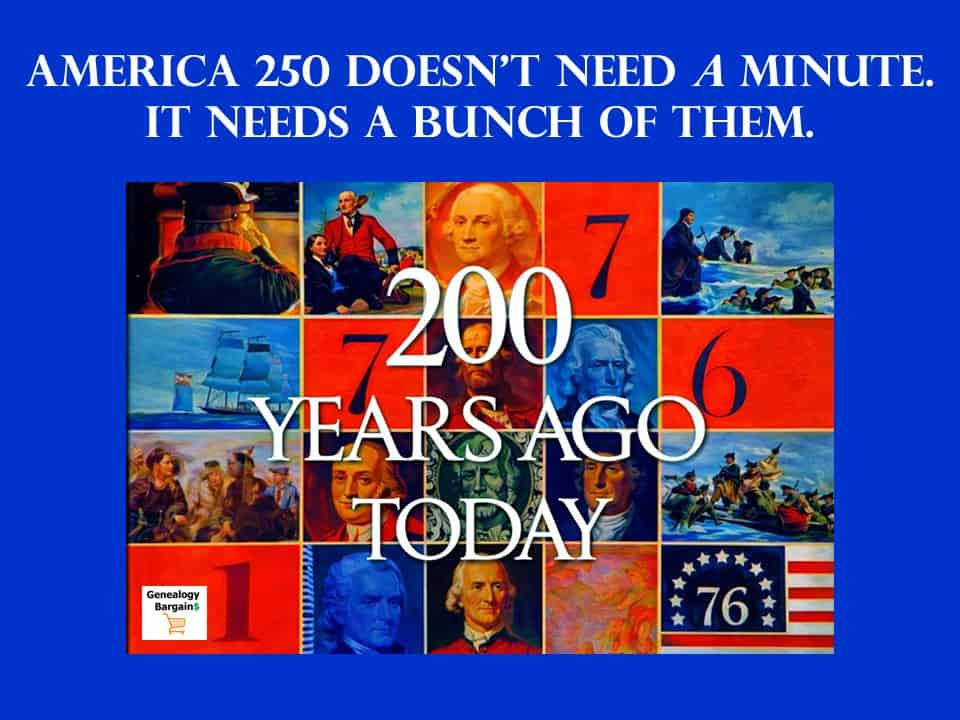 AMERICA 250 DOESN'T NEED A MINUTE.
IT NEEDS A BUNCH OF THEM.
7
200
7
6
YEARS AGO
TODAY
1
76
Genealogy
Bargain$